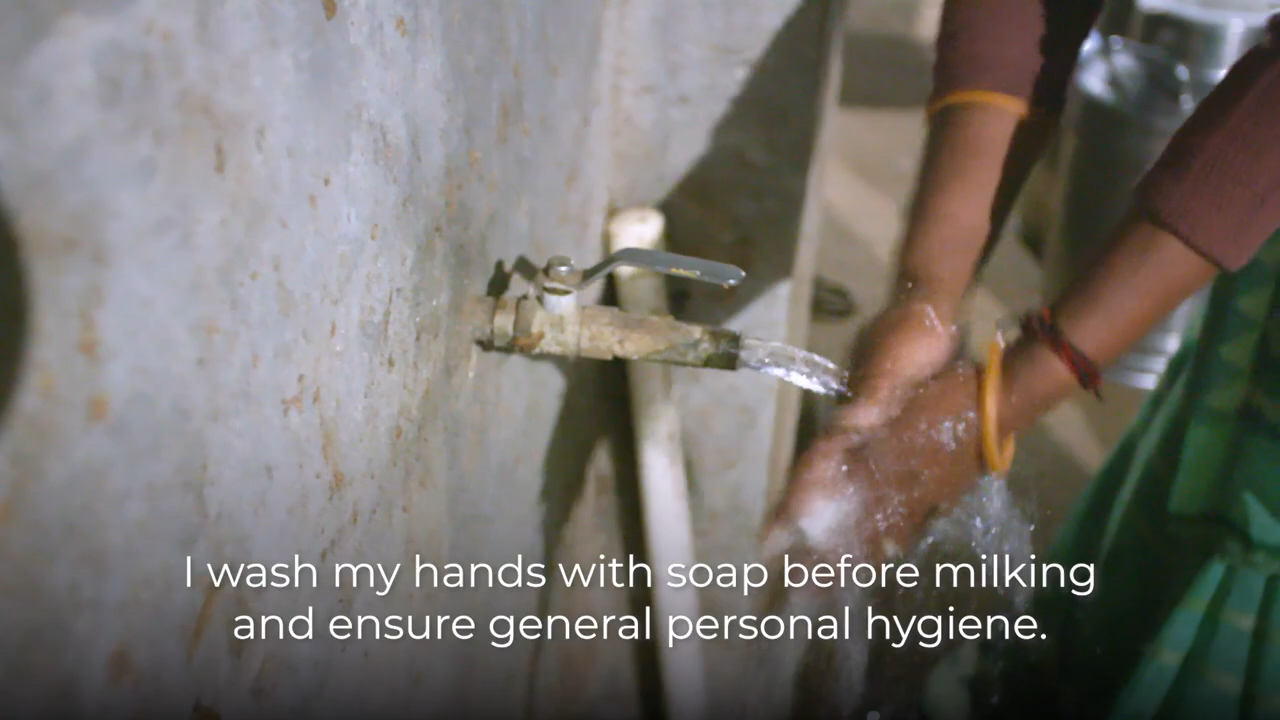 I wash my hands with soap before milking
and ensure general personal hygiene.